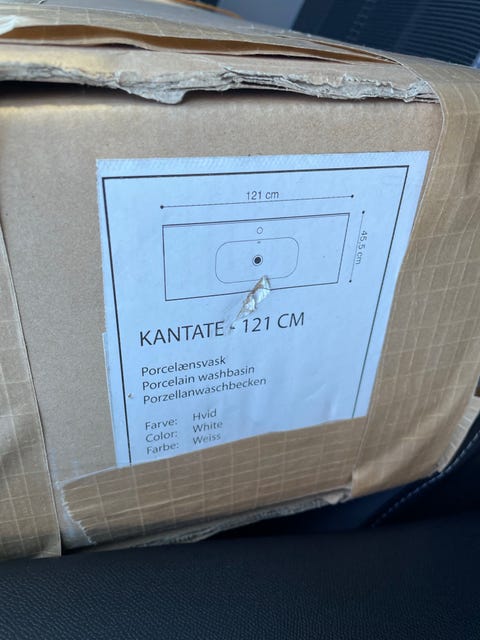 121 cm
45.5 cm
KANTATE - 121 CM
Porcelænsvask
Porcelain washbasin
Porzellanwaschbecken
Farve: Hvid
Color: White
Farbe: Weiss